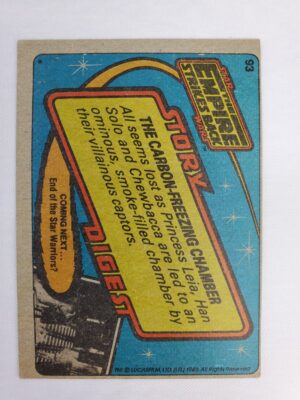 93
STAR WARS
THE
EMPIRE
STRIKES BACK
STORY
DIGEST
THE CARBON-FREEZING CHAMBER
All seems lost as Princess Leia, Han
Solo and Chewbacca are led to an
ominous, smoke-filled chamber by
their villainous captors.
COMING NEXT...
End of the Star Warriors?